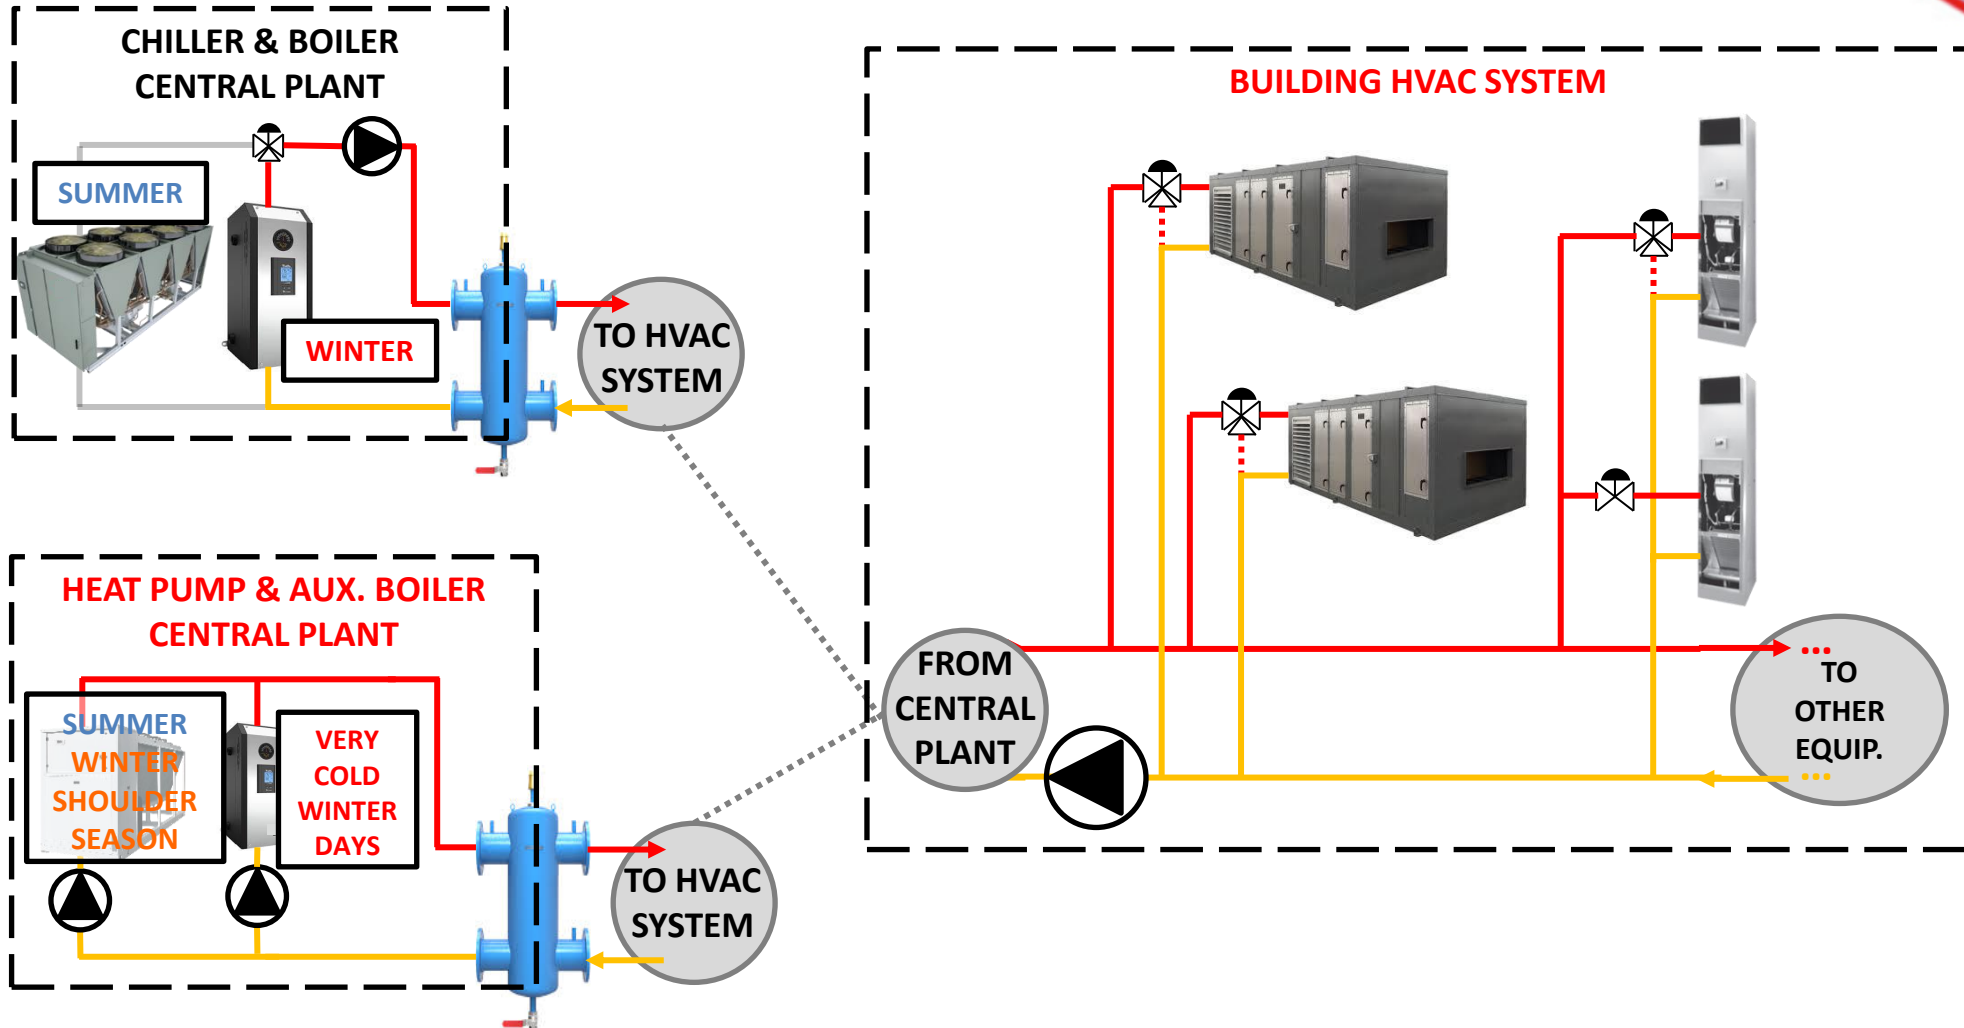 CHILLER & BOILER
CENTRAL PLANT
SUMMER
WINTER
TO HVAC
SYSTEM
HEAT PUMP & AUX. BOILER
CENTRAL PLANT
SUMMER
WINTER
SHOULDER
SEASON
VERY
COLD
WINTER
DAYS
TO HVAC
SYSTEM
BUILDING HVAC SYSTEM
FROM
CENTRAL
PLANT
...
TO
OTHER
EQUIP.
...